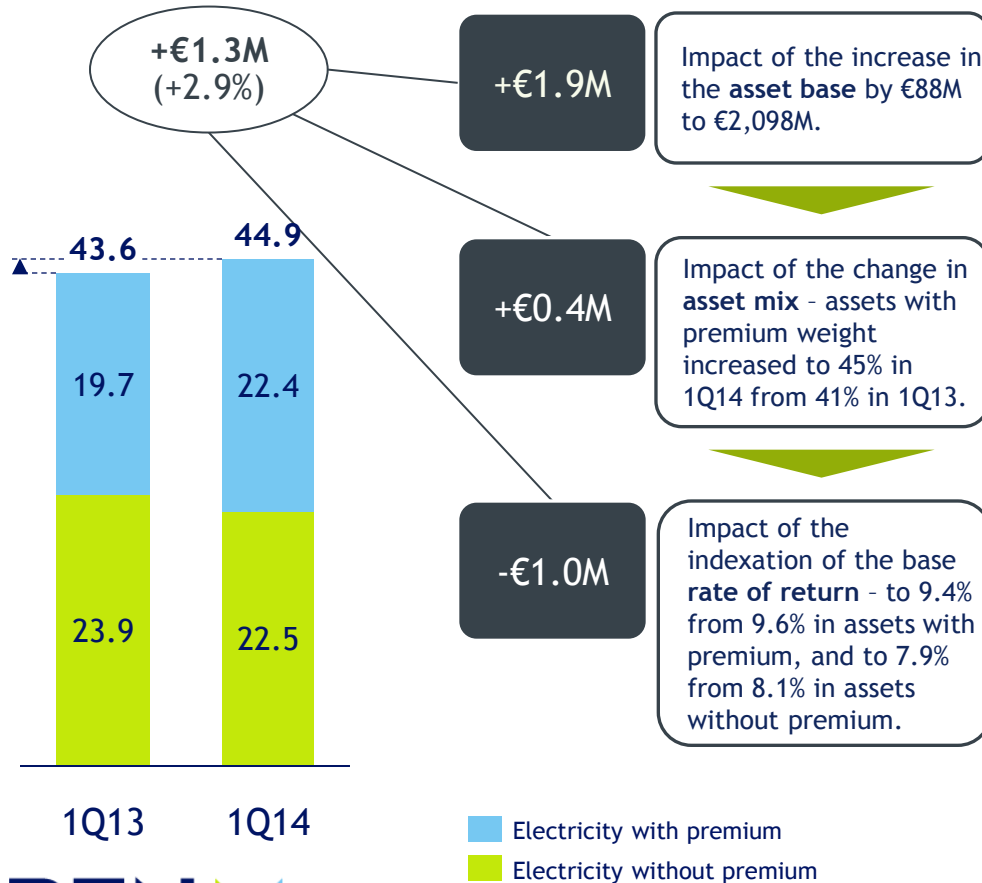 +€1.3M
(+2.9%)
+€1.9M
Impact of the increase in
the asset base by €88M
to €2,098M.
43.6
44.9
19.7
22.4
23.9
22.5
1Q13
1Q14
+€0.4M
Impact of the change in
asset mix – assets with
premium weight
increased to 45% in
1Q14 from 41% in 1Q13.
-€1.0M
Impact of the
indexation of the base
rate of return – to 9.4%
from 9.6% in assets with
premium, and to 7.9%
from 8.1% in assets
without premium.
Electricity with premium
Electricity without premium